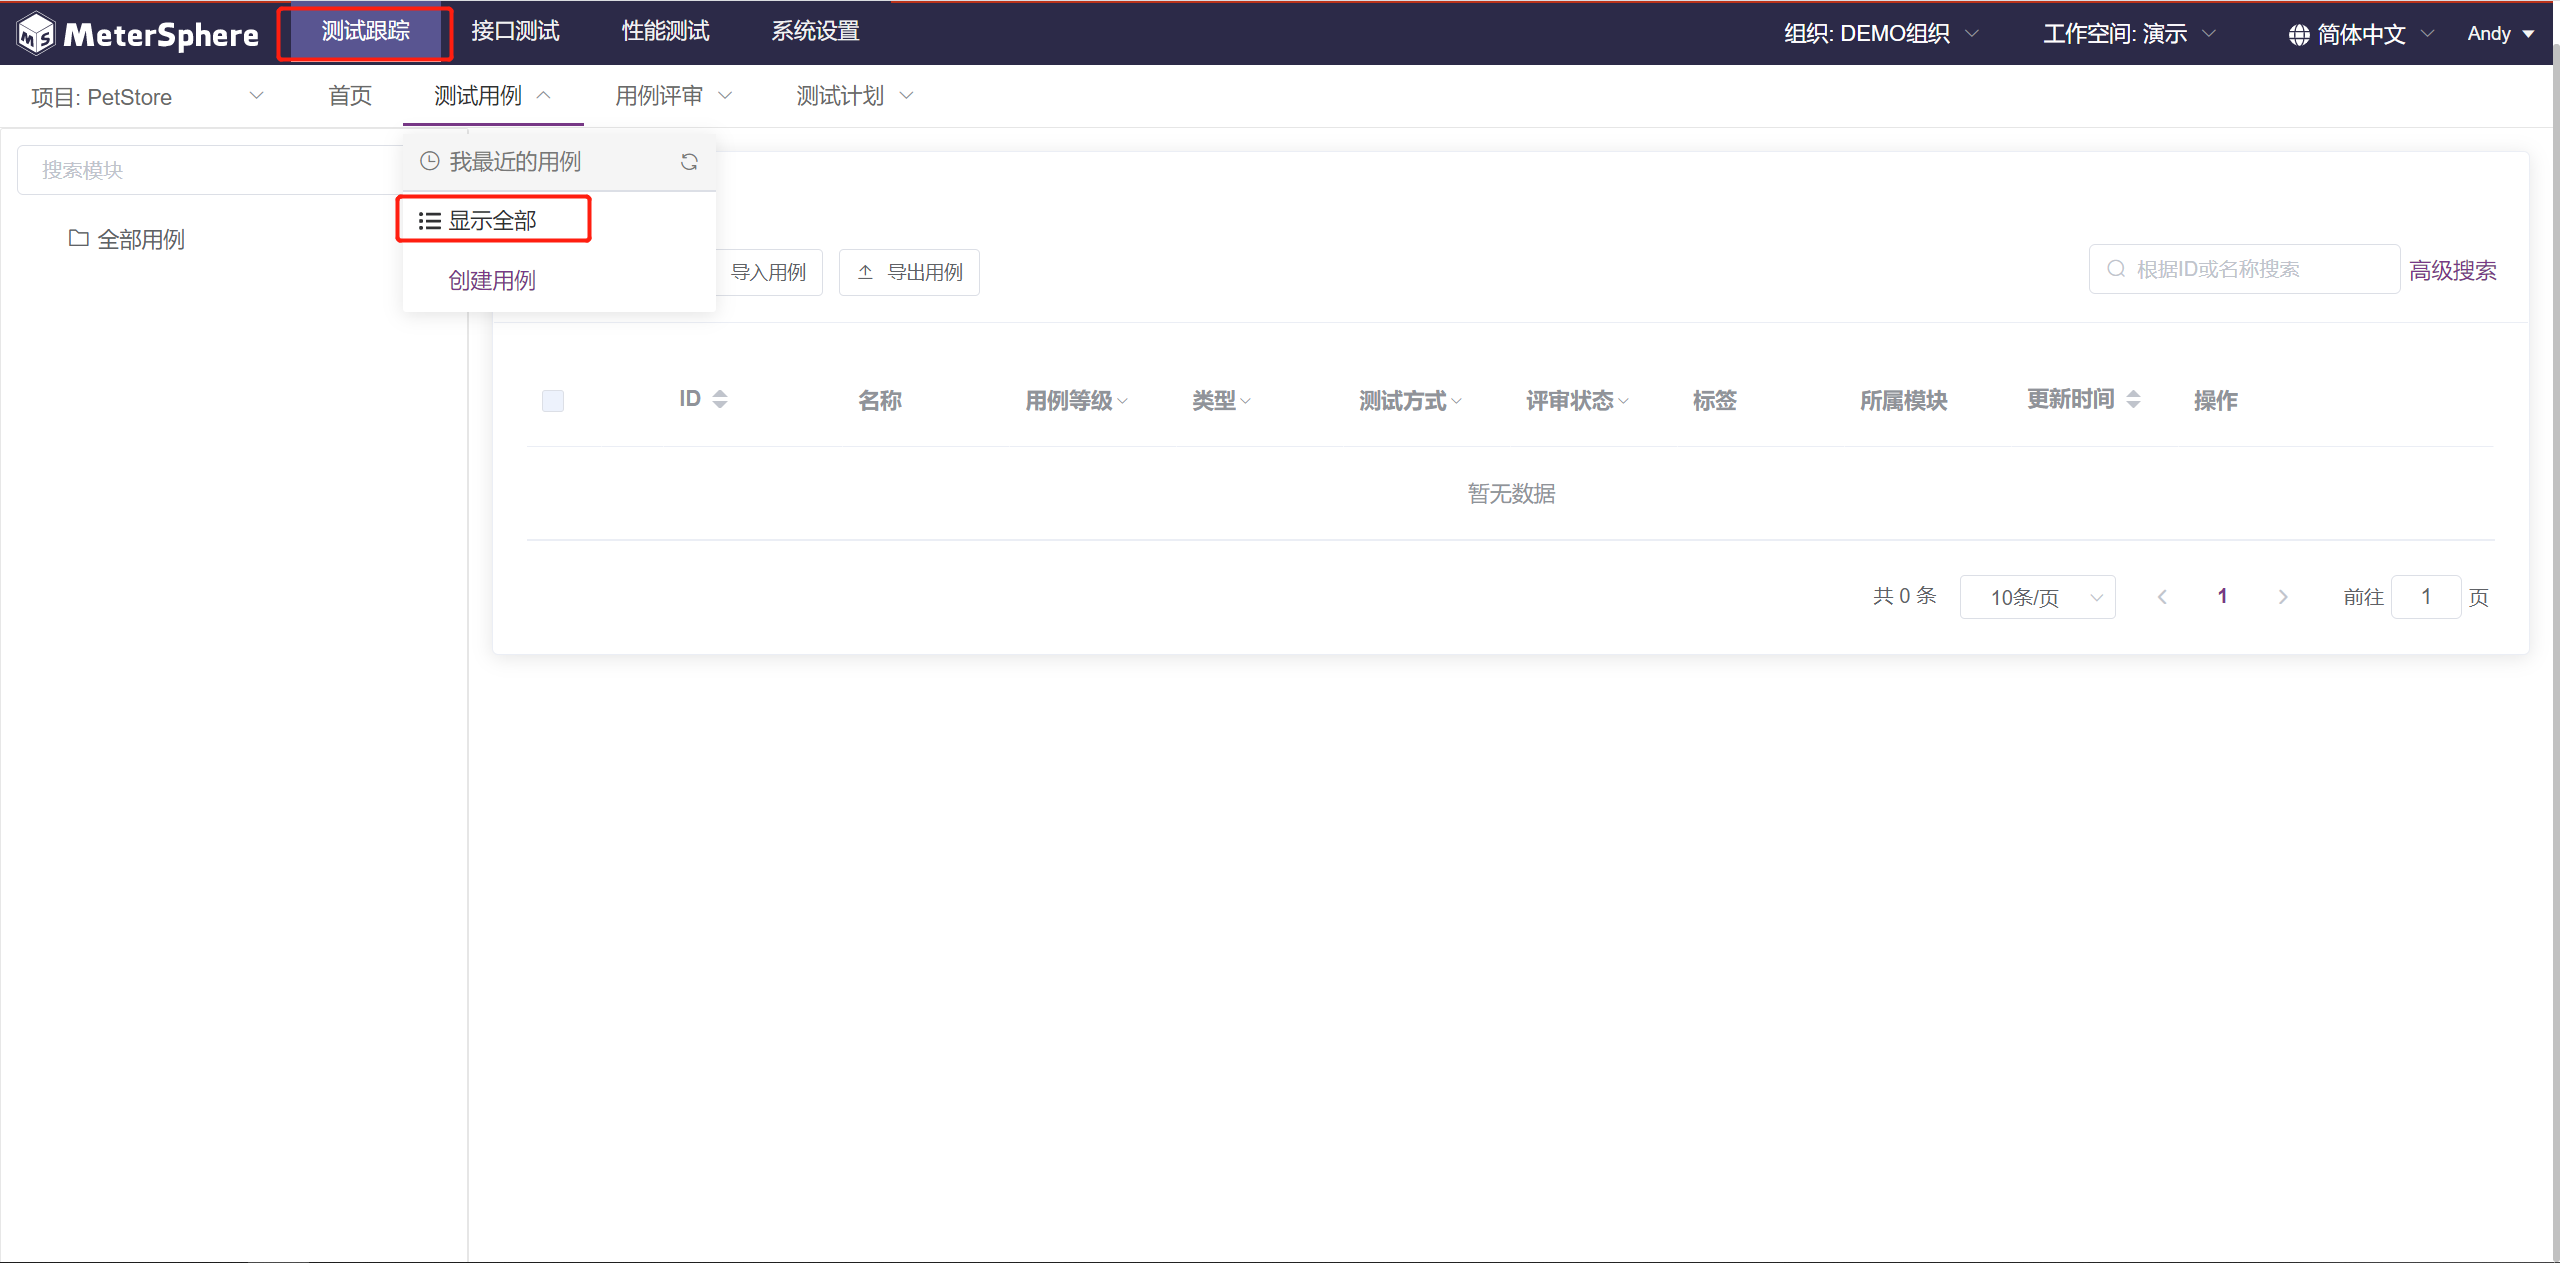 MeterSphere 测试跟踪 接口测试 性能测试 系统设置 组织: DEMO组织 工作空间: 演示 简体中文 Andy
项目: PetStore 首页 测试用例 用例评审 测试计划
搜索模块
全部用例
我最近的用例
显示全部
创建用例
导入用例 导出用例 根据ID或名称搜索 高级搜索
ID 名称 用例等级 类型 测试方式 评审状态 标签 所属模块 更新时间 操作
暂无数据
共 0 条 10条/页 1 前往 1 页